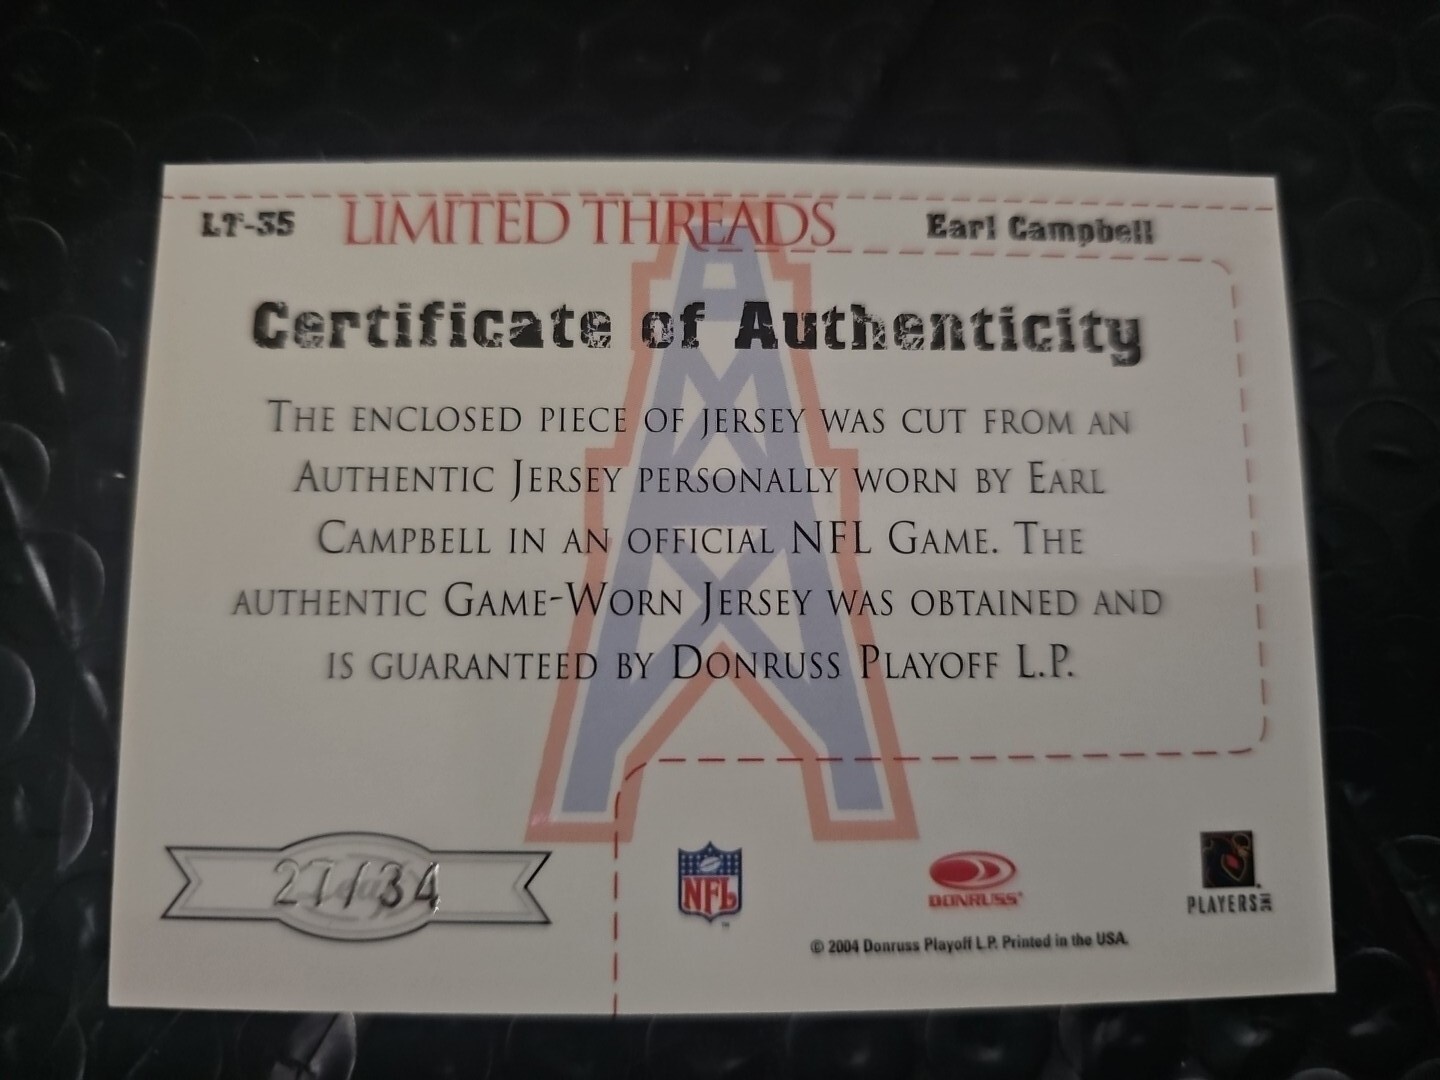 LT-35 LIMITED THREADS Earl Campbell
Certificate of Authenticity
THE ENCLOSED PIECE OF JERSEY WAS CUT FROM AN
AUTHENTIC JERSEY PERSONALLY WORN BY EARL
CAMPBELL IN AN OFFICIAL NFL GAME. THE
AUTHENTIC GAME-WORN JERSEY WAS OBTAINED AND
IS GUARANTEED BY DONRUSS PLAYOFF L.P.
27/34
NFL
DONRUSS
PLAYERS INC
© 2004 Donruss Playoff L.P. Printed in the USA.